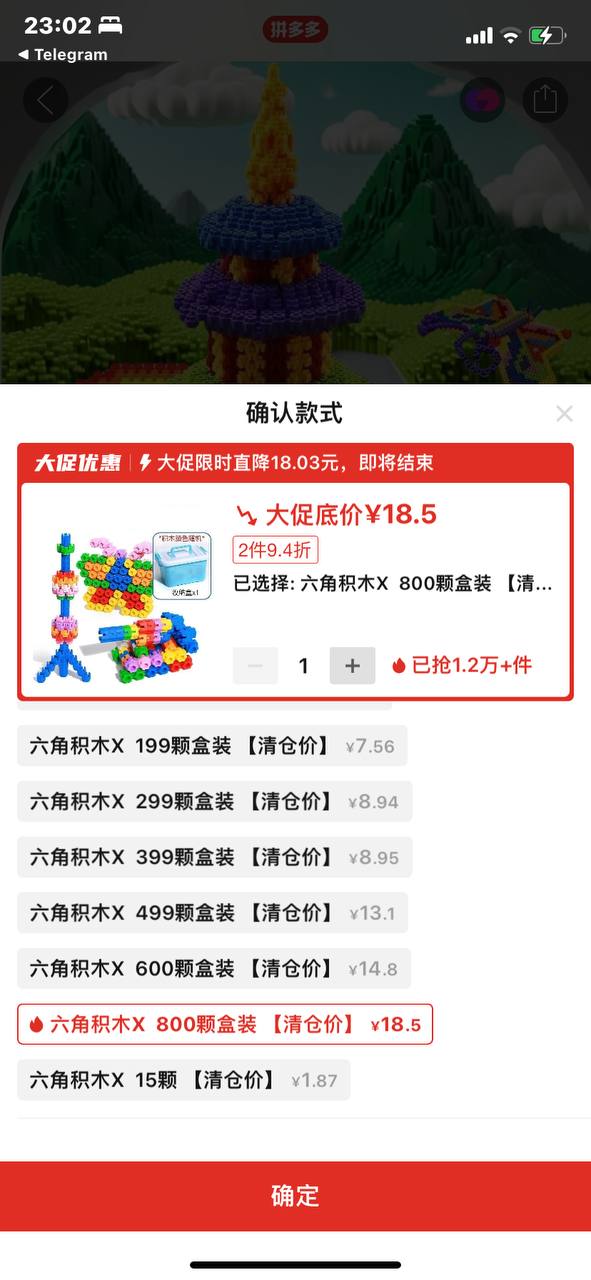 23:02
◀ Telegram
拼多多
确认款式
大促优惠 大促限时直降18.03元，即将结束
大促底价¥18.5
2件9.4折
"积木颜色随机"
收纳盒x1
已选择: 六角积木X 800颗盒装 【清...
1
已抢1.2万+件
六角积木X 199颗盒装 【清仓价】 ¥7.56
六角积木X 299颗盒装 【清仓价】 ¥8.94
六角积木X 399颗盒装 【清仓价】 ¥8.95
六角积木X 499颗盒装 【清仓价】 ¥13.1
六角积木X 600颗盒装 【清仓价】 ¥14.8
六角积木X 800颗盒装 【清仓价】 ¥18.5
六角积木X 15颗 【清仓价】 ¥1.87
确定